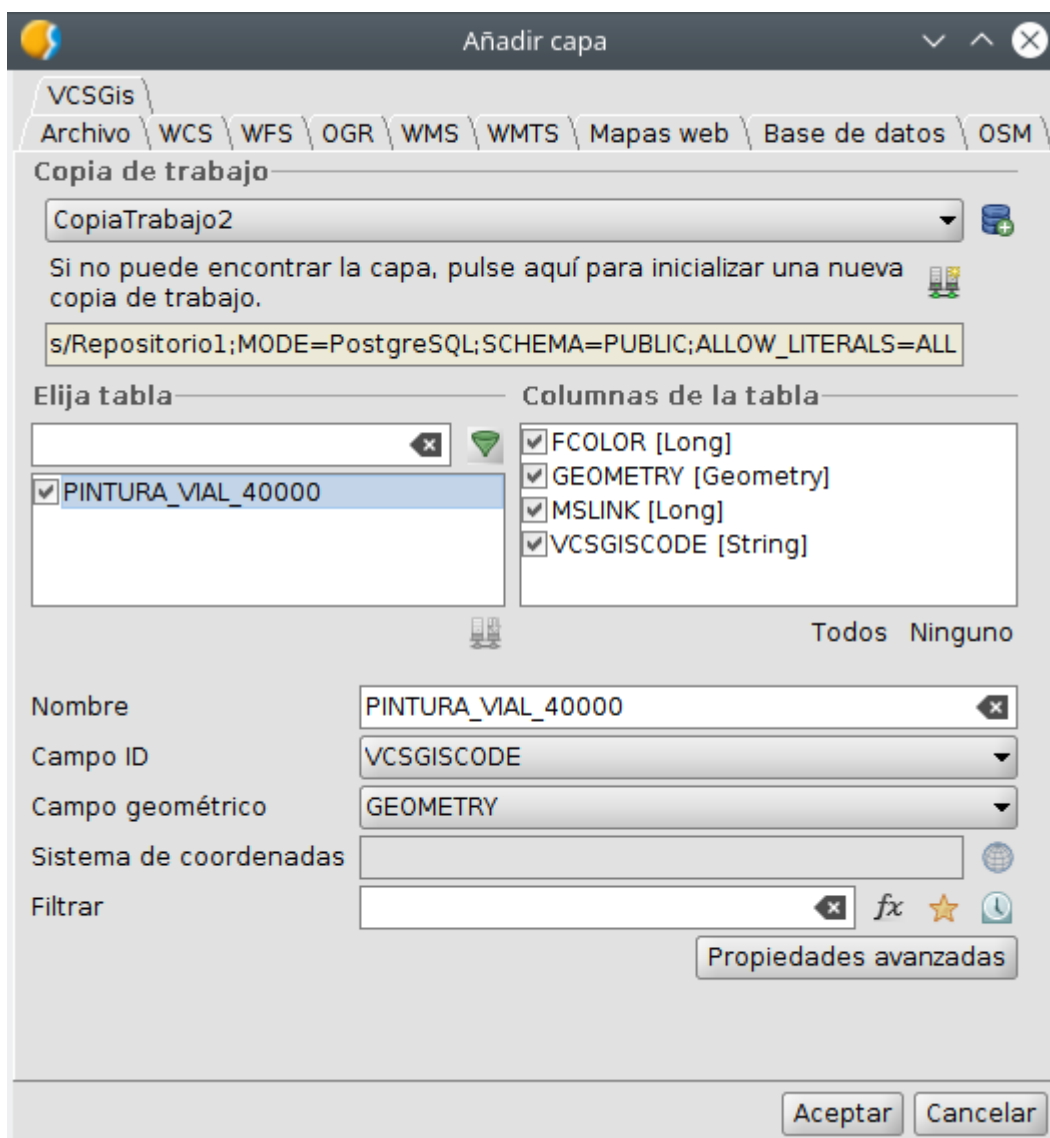 Añadir capa
VCSGis
Archivo WCS WFS OGR WMS WMTS Mapas web Base de datos OSM
Copia de trabajo
CopiaTrabajo2
Si no puede encontrar la capa, pulse aquí para inicializar una nueva
copia de trabajo.
s/Repositorio1;MODE=PostgreSQL;SCHEMA=PUBLIC;ALLOW_LITERALS=ALL
Elija tabla
Columnas de la tabla
PINTURA_VIAL_40000
FCOLOR [Long]
GEOMETRY [Geometry]
MSLINK [Long]
VCSGISCODE [String]
Todos Ninguno
Nombre PINTURA_VIAL_40000
Campo ID VCSGISCODE
Campo geométrico GEOMETRY
Sistema de coordenadas
Filtrar fx
Propiedades avanzadas
Aceptar Cancelar